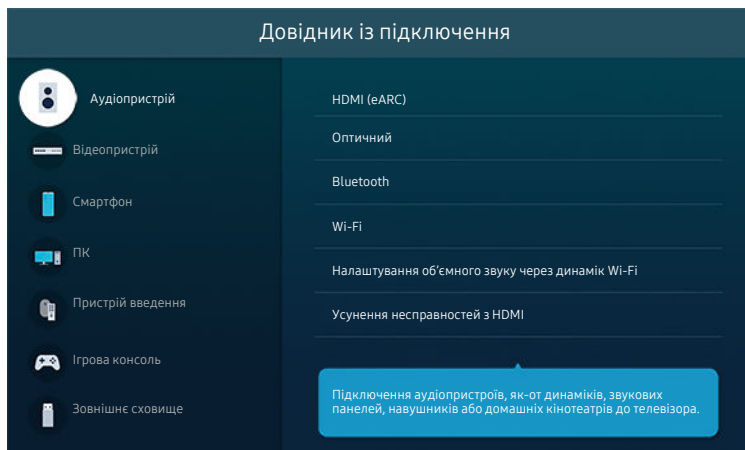 Довідник із підключення
Аудіопристрій
Відеопристрій
Смартфон
ПК
Пристрій введення
Ігрова консоль
Зовнішнє сховище
HDMI (eARC)
Оптичний
Bluetooth
Wi-Fi
Налаштування об’ємного звуку через динамік Wi-Fi
Усунення несправностей з HDMI
Підключення аудіопристроїв, як-от динаміків, звукових
панелей, навушників або домашніх кінотеатрів до телевізора.